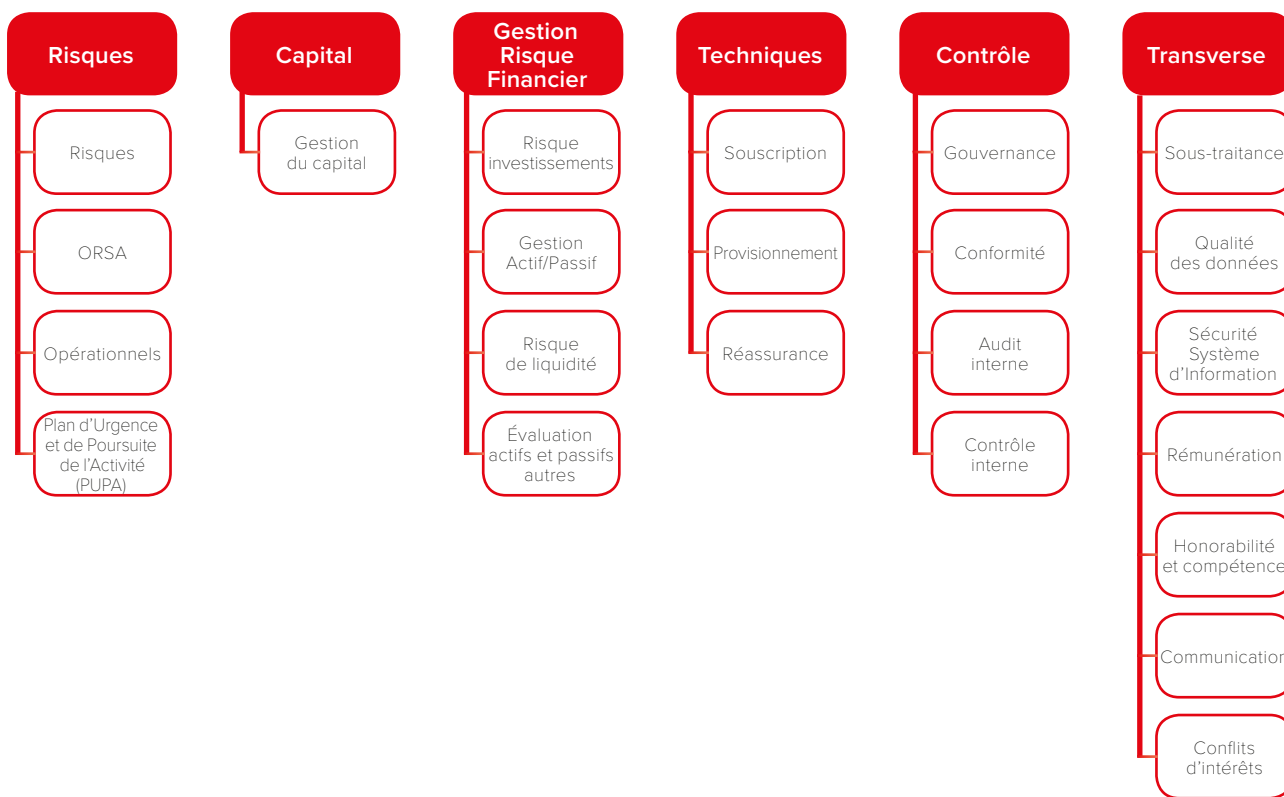 Risques
Risques
ORSA
Opérationnels
Plan d’Urgence
et de Poursuite
de l’Activité
(PUPA)
Capital
Gestion
du capital
Gestion
Risque
Financier
Risque
investissements
Gestion
Actif/Passif
Risque
de liquidité
Évaluation
actifs et passifs
autres
Techniques
Souscription
Provisionnement
Réassurance
Contrôle
Gouvernance
Conformité
Audit
interne
Contrôle
interne
Transverse
Sous-traitance
Qualité
des données
Sécurité
Système
d’Information
Rémunération
Honorabilité
et compétence
Communication
Conflits
d’intérêts